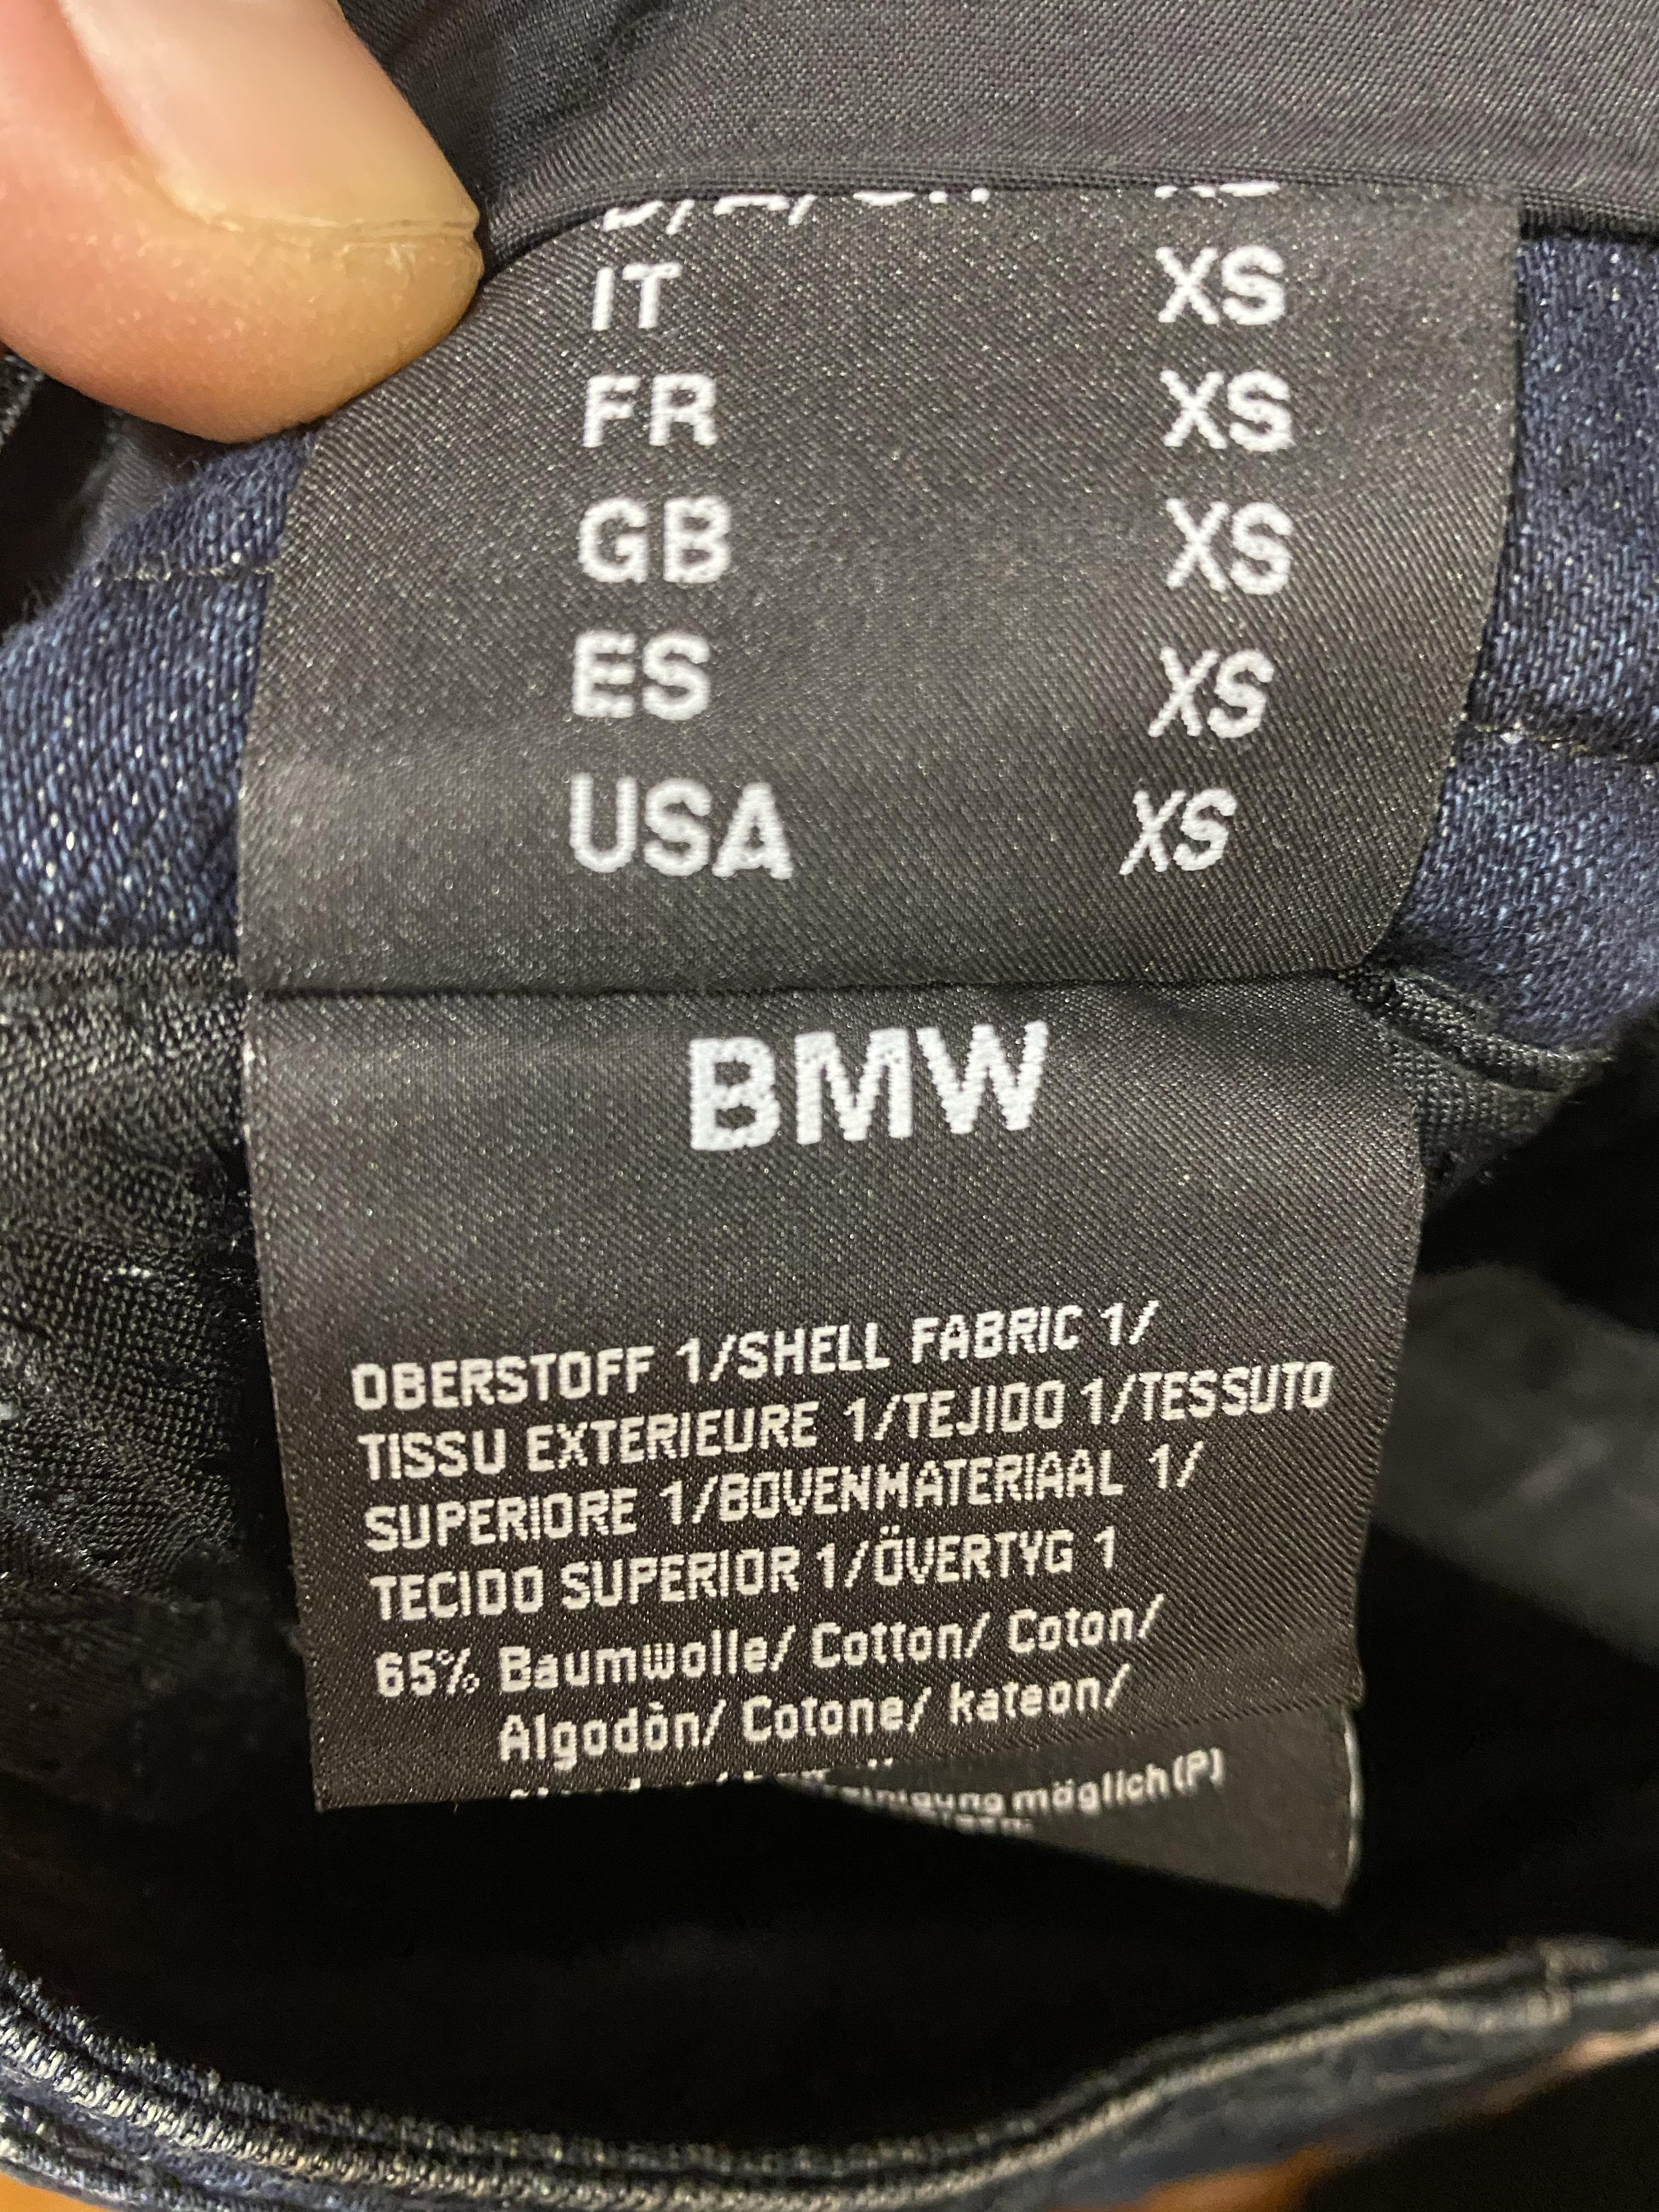 IT XS
FR XS
GB XS
ES XS
USA XS
BMW
OBERSTOFF 1/SHELL FABRIC 1/
TISSU EXTERIEURE 1/TEJIDO 1/TESSUTO
SUPERIORE 1/BOVENMATERIAAL 1/
TECIDO SUPERIOR 1/ÖVERTYG 1
65% Baumwolle/ Cotton/ Coton/
Algodòn/ Cotone/ kateon/
möglich(P)